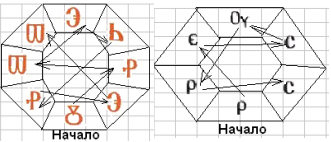 Ѿ Э Һ
Ѿ Р
Р Ȣ Э
Начало
Оу
є с
р с
р
Начало